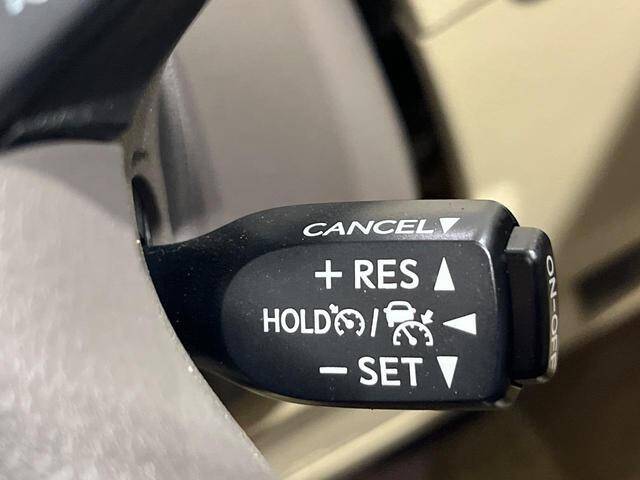 CANCEL▼
+ RES ▲
HOLD / ◀
− SET ▼
ON-OFF